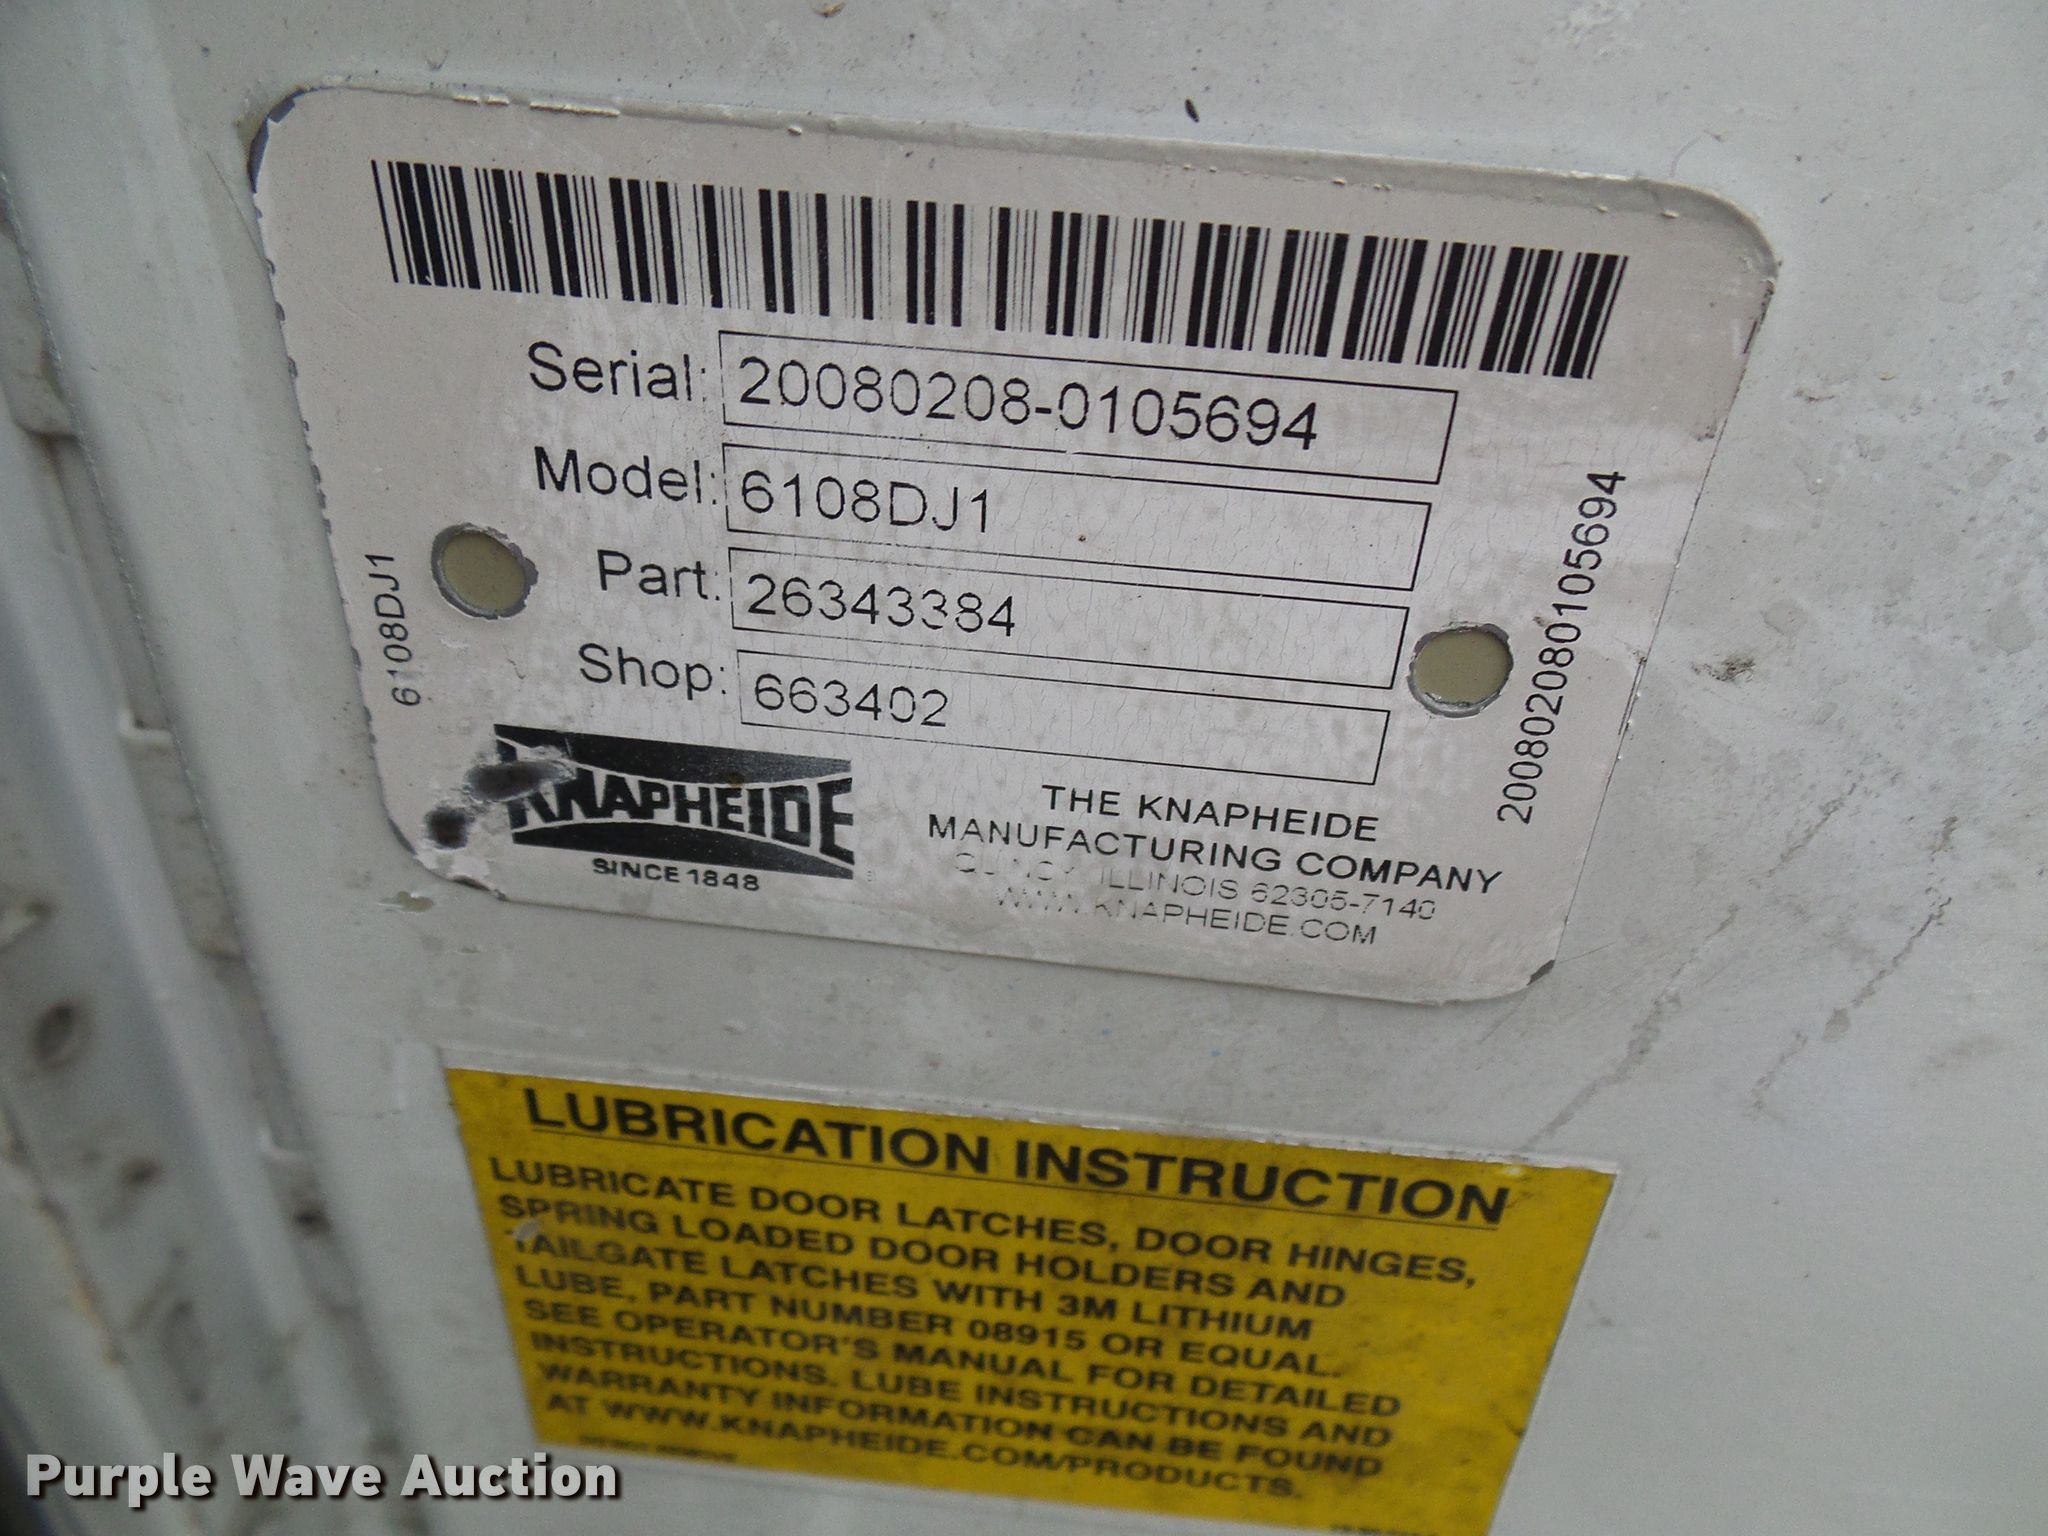 Serial: 20080208-0105694
Model: 6108DJ1
Part: 26343384
Shop: 663402
6108DJ1
200802080105694
KNAPHEIDE
SINCE 1848
THE KNAPHEIDE
MANUFACTURING COMPANY
QUINCY, ILLINOIS 62305-7140
WWW.KNAPHEIDE.COM
LUBRICATION INSTRUCTION
LUBRICATE DOOR LATCHES, DOOR HINGES,
SPRING LOADED DOOR HOLDERS AND
TAILGATE LATCHES WITH 3M LITHIUM
LUBE, PART NUMBER 08915 OR EQUAL.
SEE OPERATOR'S MANUAL FOR DETAILED
INSTRUCTIONS. LUBE INSTRUCTIONS AND
WARRANTY INFORMATION CAN BE FOUND
AT WWW.KNAPHEIDE.COM/PRODUCTS.
Purple Wave Auction